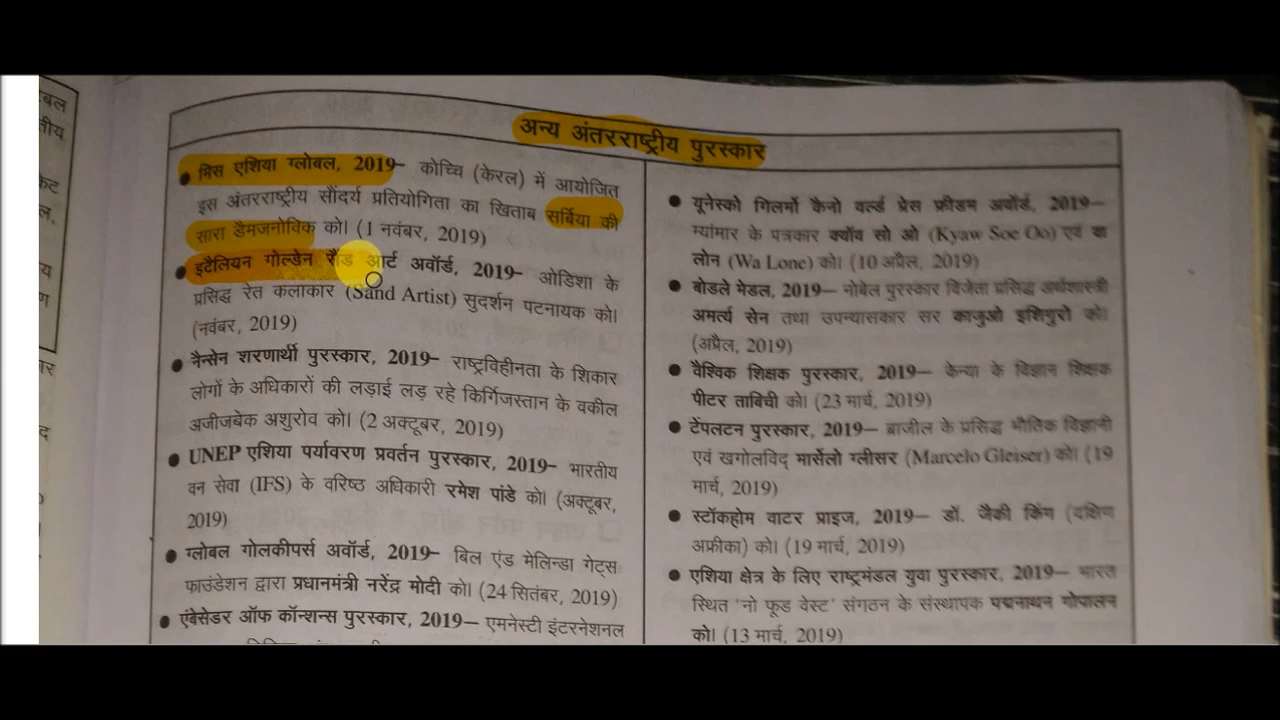 अन्य अंतरराष्ट्रीय पुरस्कार
● मिस एशिया ग्लोबल, 2019– कोच्चि (केरल) में आयोजित
इस अंतरराष्ट्रीय सौंदर्य प्रतियोगिता का खिताब सर्बिया की
सारा डैमजनोविक को। (1 नवंबर, 2019)
● इटैलियन गोल्डेन सैंड आर्ट अवॉर्ड, 2019– ओडिशा के
प्रसिद्ध रेत कलाकार (Sand Artist) सुदर्शन पटनायक को।
(नवंबर, 2019)
● नैन्सेन शरणार्थी पुरस्कार, 2019– राष्ट्रविहीनता के शिकार
लोगों के अधिकारों की लड़ाई लड़ रहे किर्गिजस्तान के वकील
अजीजबेक अशुरोव को। (2 अक्टूबर, 2019)
● UNEP एशिया पर्यावरण प्रवर्तन पुरस्कार, 2019– भारतीय
वन सेवा (IFS) के वरिष्ठ अधिकारी रमेश पांडे को। (अक्टूबर,
2019)
● ग्लोबल गोलकीपर्स अवॉर्ड, 2019– बिल एंड मेलिन्डा गेट्स
फाउंडेशन द्वारा प्रधानमंत्री नरेंद्र मोदी को। (24 सितंबर, 2019)
● एंबेसेडर ऑफ कॉन्शन्स पुरस्कार, 2019– एमनेस्टी इंटरनेशनल
● यूनेस्को गिलर्मो कैनो वर्ल्ड प्रेस फ्रीडम अवॉर्ड, 2019–
म्यांमार के पत्रकार क्यॉव सो ओ (Kyaw Soe Oo) एवं वा
लोन (Wa Lone) को। (10 अप्रैल, 2019)
● बोडले मेडल, 2019– नोबेल पुरस्कार विजेता प्रसिद्ध अर्थशास्त्री
अमर्त्य सेन तथा उपन्यासकार सर काजुओ इशिगुरो को।
(अप्रैल, 2019)
● वैश्विक शिक्षक पुरस्कार, 2019– केन्या के विज्ञान शिक्षक
पीटर ताबिची को। (23 मार्च, 2019)
● टेंपलटन पुरस्कार, 2019– ब्राजील के प्रसिद्ध भौतिक विज्ञानी
एवं खगोलविद् मार्सेलो ग्लीसर (Marcelo Gleiser) को। (19
मार्च, 2019)
● स्टॉकहोम वाटर प्राइज, 2019– डॉ. जैकी किंग (दक्षिण
अफ्रीका) को। (19 मार्च, 2019)
● एशिया क्षेत्र के लिए राष्ट्रमंडल युवा पुरस्कार, 2019– भारत
स्थित 'नो फूड वेस्ट' संगठन के संस्थापक पद्मनाथन गोपालन
को। (13 मार्च, 2019)